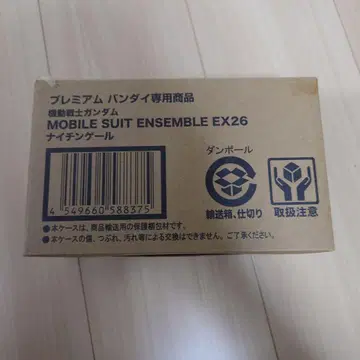 プレミアム バンダイ専用商品
機動戦士ガンダム
MOBILE SUIT ENSEMBLE EX26
ナイチンゲール
4 549660 588375
ダンボール
輸送箱、仕切り
取扱注意
●本ケースは、商品輸送用の保護梱包材です。
●本ケースの傷、つぶれ、汚れ等による交換はできません。ご了承ください。